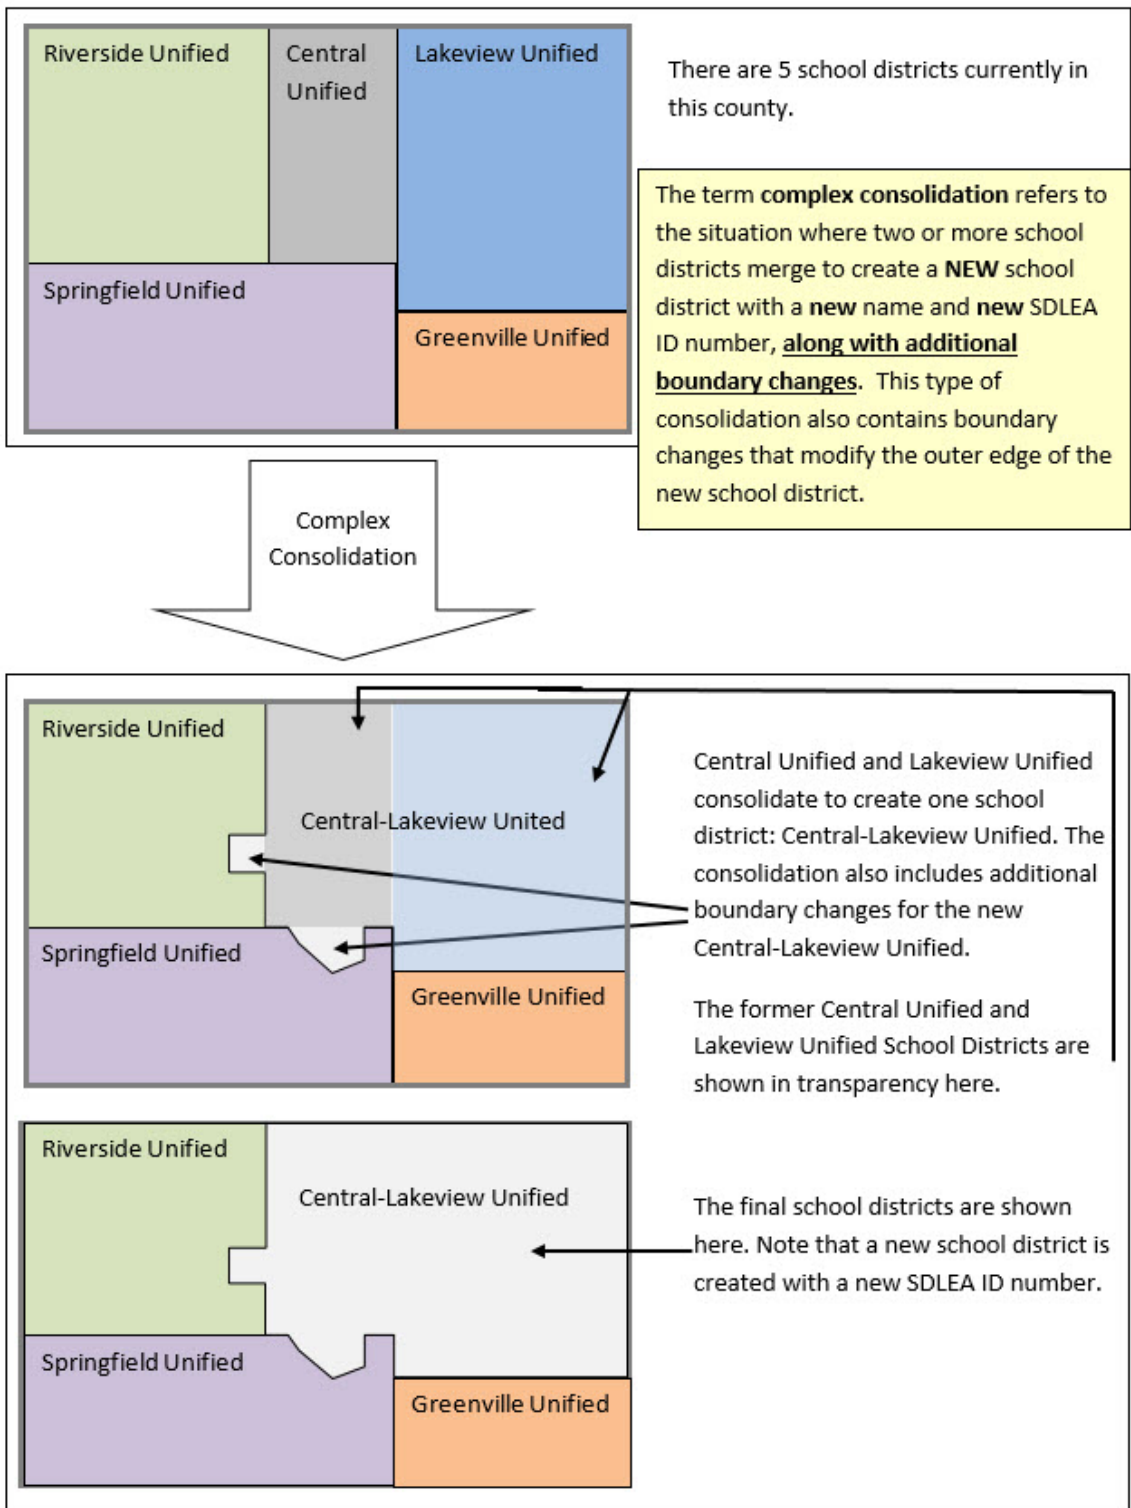 Riverside Unified
Central
Unified
Lakeview Unified
Springfield Unified
Greenville Unified
There are 5 school districts currently in
this county.
The term complex consolidation refers to
the situation where two or more school
districts merge to create a NEW school
district with a new name and new SDLEA
ID number, along with additional
boundary changes. This type of
consolidation also contains boundary
changes that modify the outer edge of the
new school district.
Complex
Consolidation
Riverside Unified
Central-Lakeview United
Springfield Unified
Greenville Unified
Central Unified and Lakeview Unified
consolidate to create one school
district: Central-Lakeview Unified. The
consolidation also includes additional
boundary changes for the new
Central-Lakeview Unified.
The former Central Unified and
Lakeview Unified School Districts are
shown in transparency here.
Riverside Unified
Central-Lakeview Unified
Springfield Unified
Greenville Unified
The final school districts are shown
here. Note that a new school district is
created with a new SDLEA ID number.